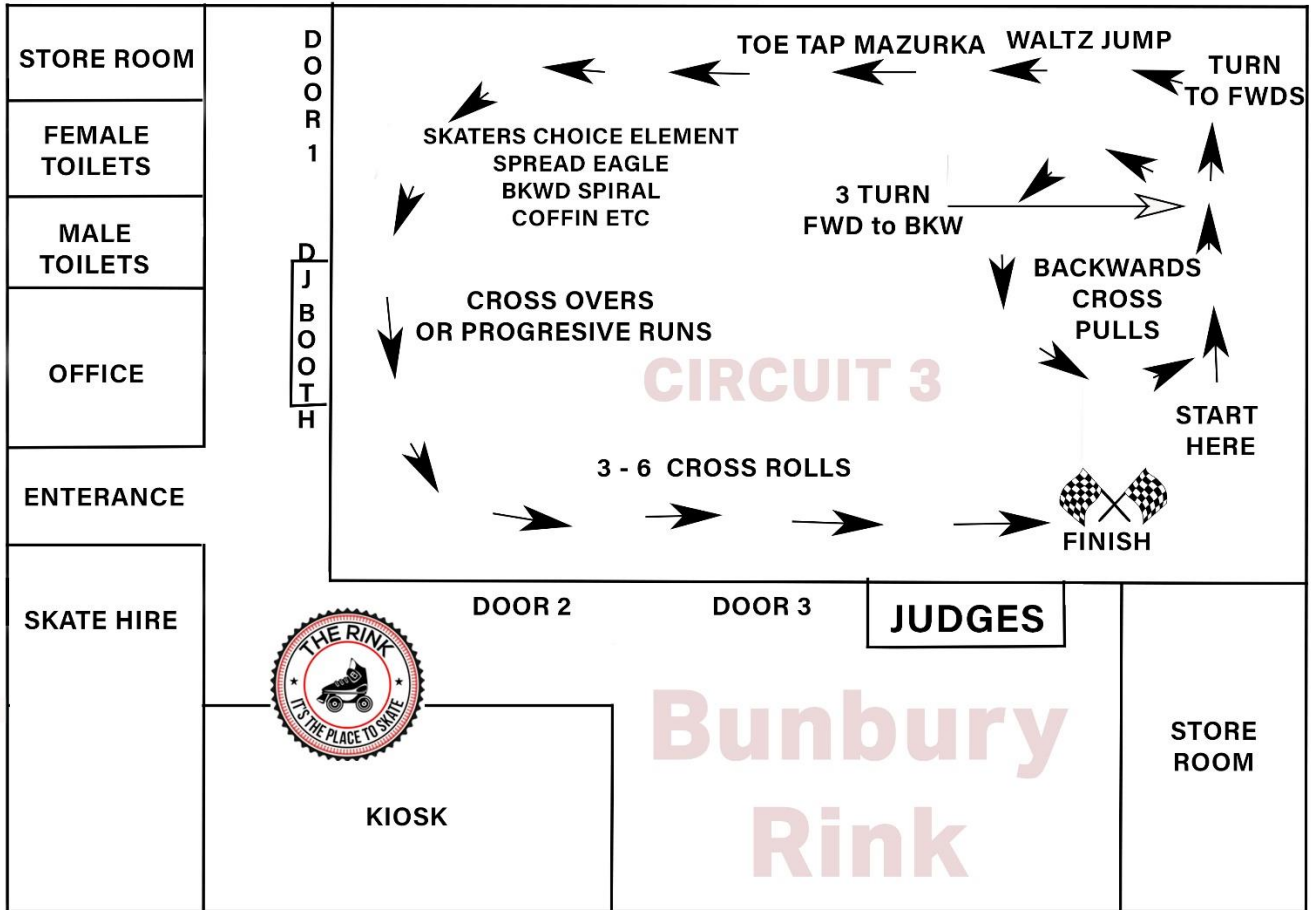 STORE ROOM
FEMALE
TOILETS
MALE
TOILETS
OFFICE
ENTERANCE
SKATE HIRE
DOOR 1
DJ BOOTH
TOE TAP MAZURKA
WALTZ JUMP
TURN
TO FWDS
SKATERS CHOICE ELEMENT
SPREAD EAGLE
BKWD SPIRAL
COFFIN ETC
3 TURN
FWD to BKW
BACKWARDS
CROSS
PULLS
CROSS OVERS
OR PROGRESIVE RUNS
CIRCUIT 3
START
HERE
3 - 6 CROSS ROLLS
FINISH
DOOR 2
DOOR 3
JUDGES
THE RINK
IT'S THE PLACE TO SKATE
KIOSK
Bunbury
Rink
STORE
ROOM